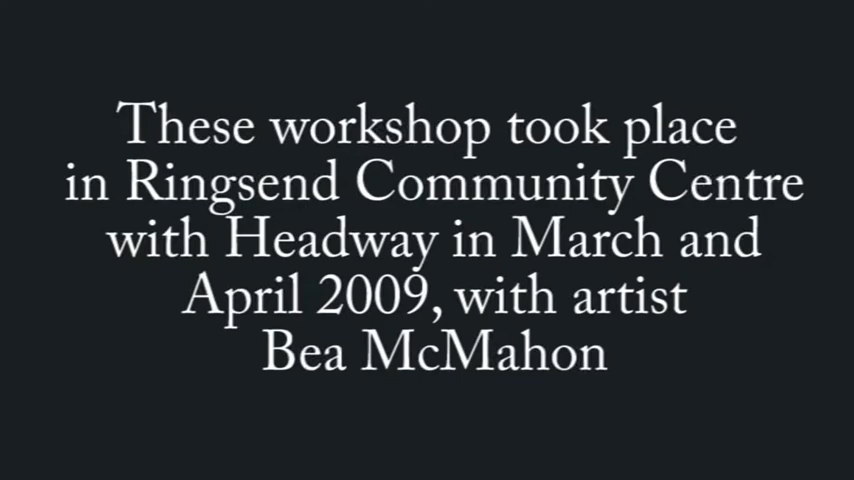 These workshop took place
in Ringsend Community Centre
with Headway in March and
April 2009, with artist
Bea McMahon